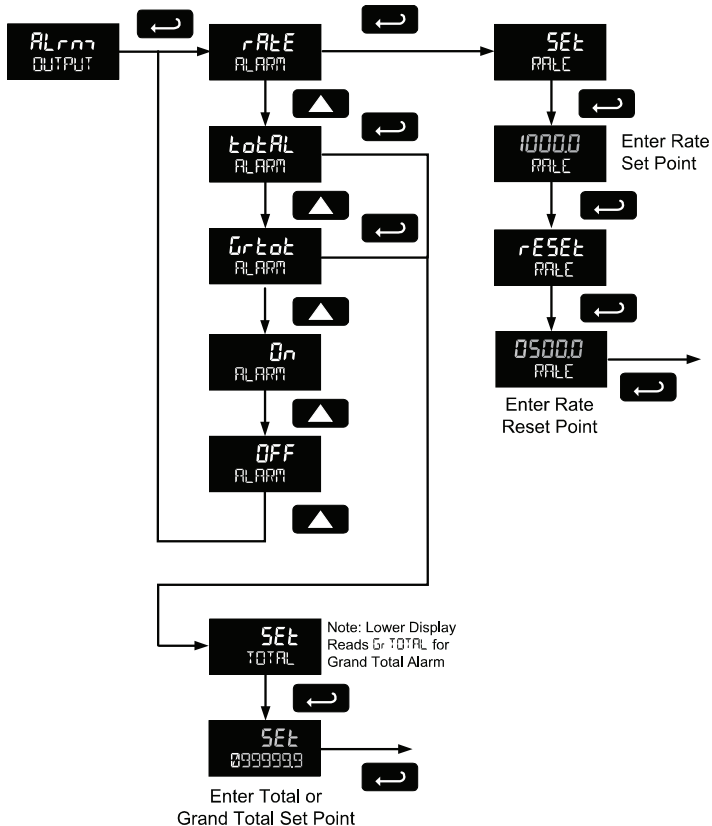 ALrm
OUTPUT
rAtE
ALARM
SEt
RAtE
totAL
ALARM
1000.0
RAtE
Enter Rate
Set Point
Grtot
ALARM
rESEt
RAtE
On
ALARM
0500.0
RAtE
Enter Rate
Reset Point
OFF
ALARM
SEt
TOTAL
Note: Lower Display
Reads Gr TOTAL for
Grand Total Alarm
SEt
099999.9
Enter Total or
Grand Total Set Point